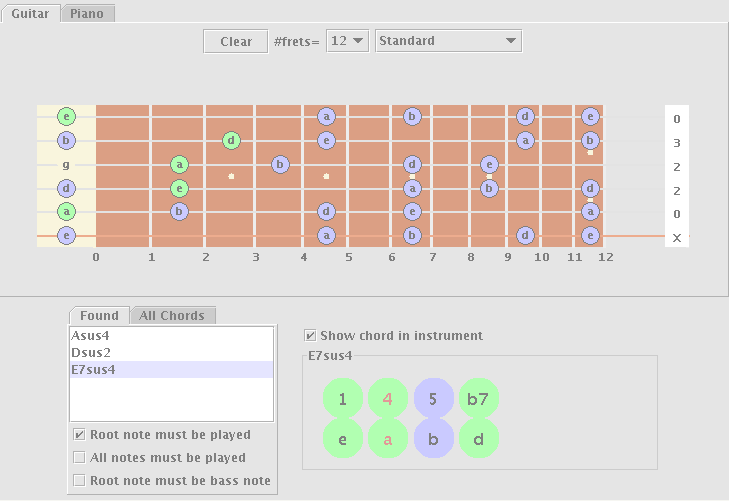 Guitar Piano
Clear #frets= 12 Standard
e a b d e 0
b d e a b 3
g a b d e 2
d e a b d 2
a b d e a 0
e a b d e x
0 1 2 3 4 5 6 7 8 9 10 11 12
Found All Chords
Asus4
Dsus2
E7sus4
Root note must be played
All notes must be played
Root note must be bass note
Show chord in instrument
E7sus4
1 4 5 b7
e a b d